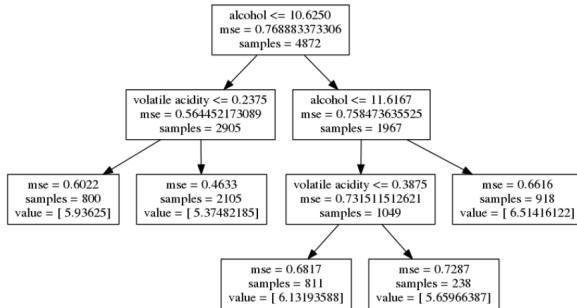 alcohol <= 10.6250
mse = 0.768883373306
samples = 4872
volatile acidity <= 0.2375
mse = 0.564452173089
samples = 2905
alcohol <= 11.6167
mse = 0.758473635525
samples = 1967
mse = 0.6022
samples = 800
value = [ 5.93625]
mse = 0.4633
samples = 2105
value = [ 5.37482185]
volatile acidity <= 0.3875
mse = 0.731511512621
samples = 1049
mse = 0.6616
samples = 918
value = [ 6.51416122]
mse = 0.6817
samples = 811
value = [ 6.13193588]
mse = 0.7287
samples = 238
value = [ 5.65966387]